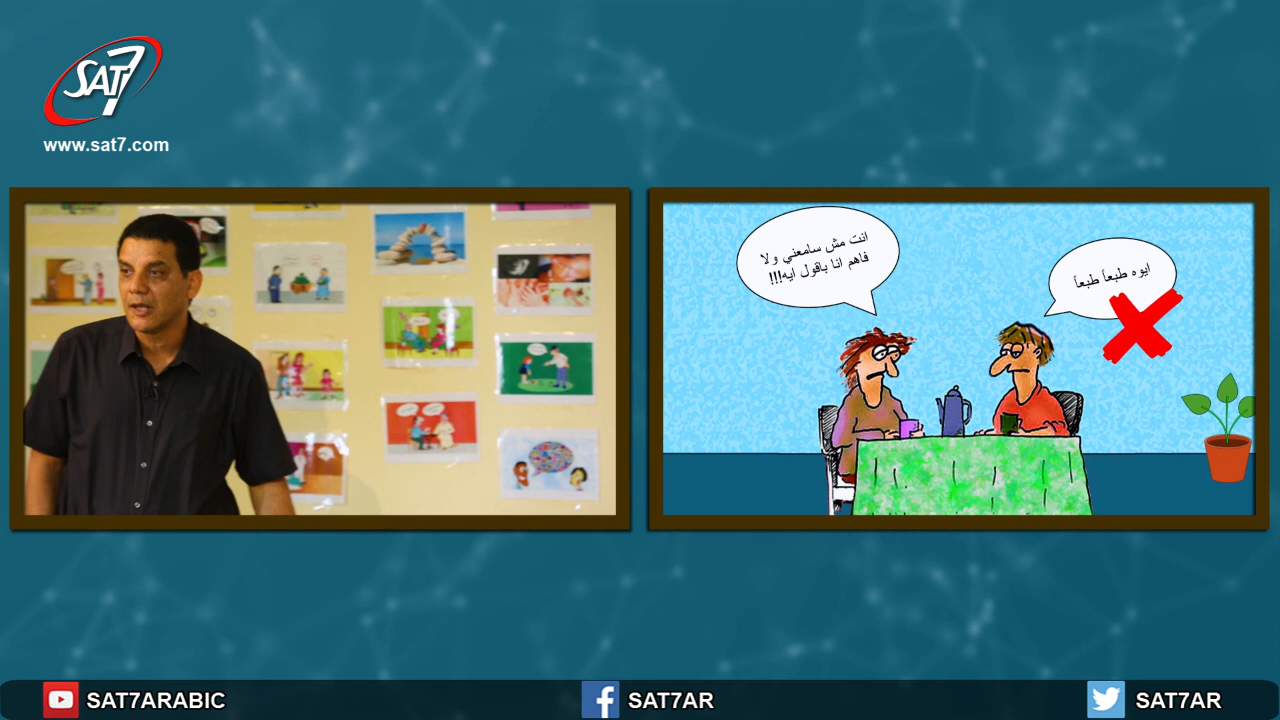 SAT7
www.sat7.com
انت مش سامعني ولا
فاهم انا باقول ايه!!!
ايوه طبعاً طبعاً
SAT7ARABIC
SAT7AR
SAT7AR